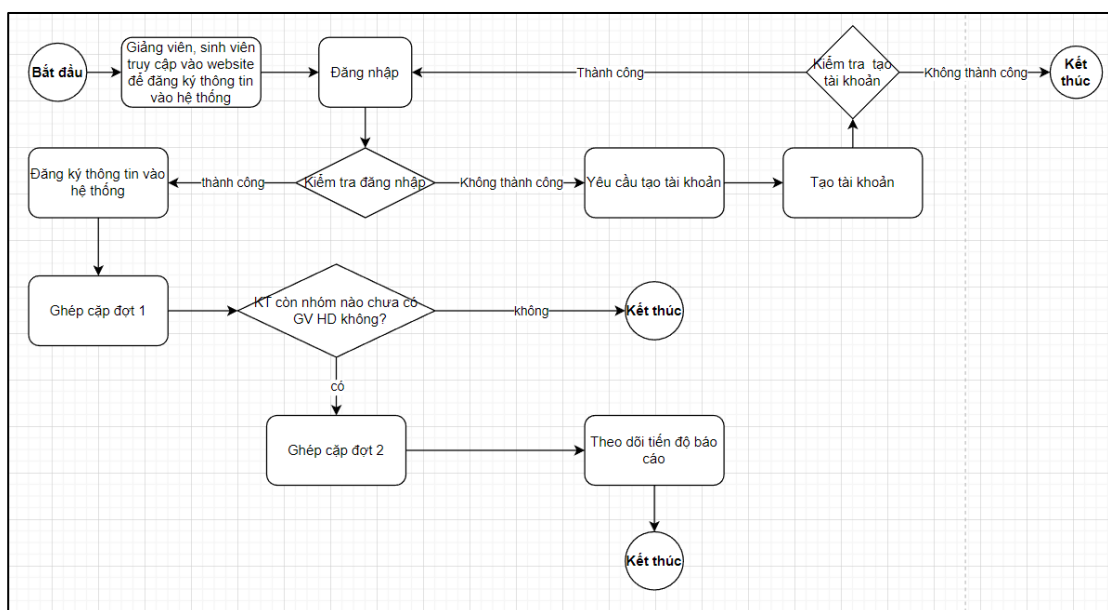 Bắt đầu
Giảng viên, sinh viên
truy cập vào website
để đăng ký thông tin
vào hệ thống
Đăng nhập
Thành công
Kiểm tra tạo
tài khoản
Không thành công
Kết
thúc
Đăng ký thông tin vào
hệ thống
thành công
Kiểm tra đăng nhập
Không thành công
Yêu cầu tạo tài khoản
Tạo tài khoản
Ghép cặp đợt 1
KT còn nhóm nào chưa có
GV HD không?
không
Kết thúc
có
Ghép cặp đợt 2
Theo dõi tiến độ báo
cáo
Kết thúc